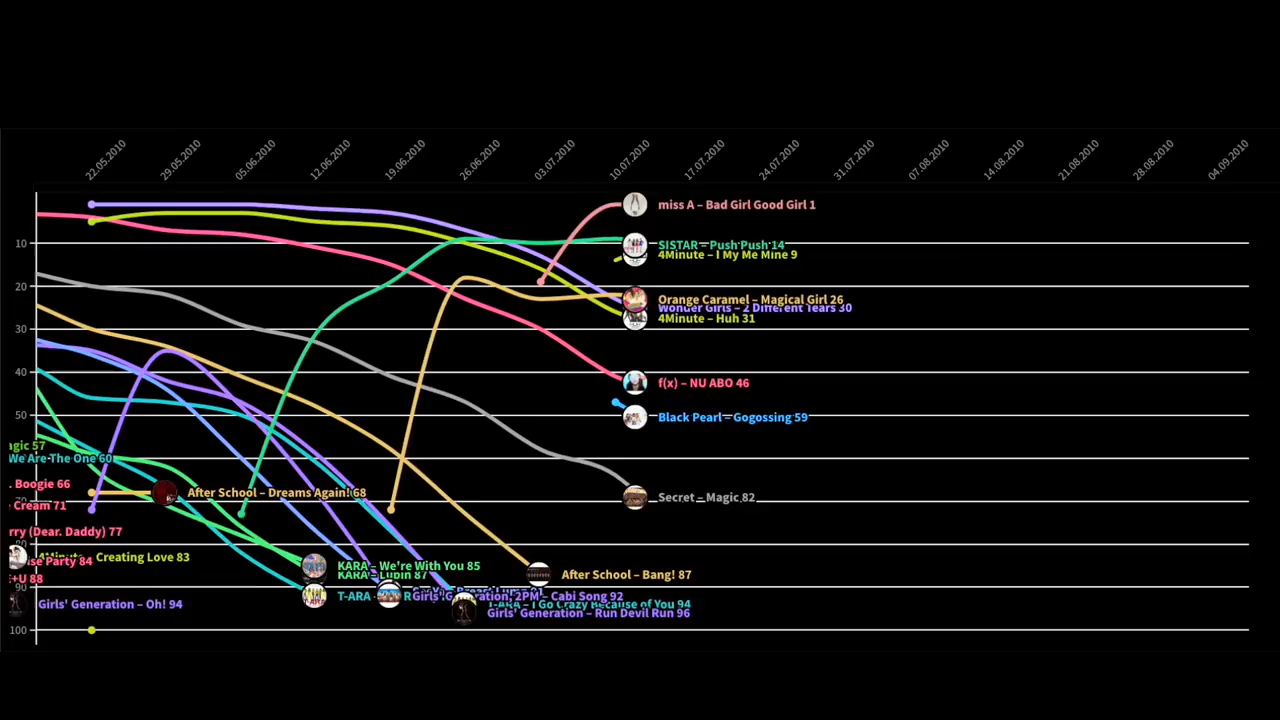 22.05.2010 29.05.2010 05.06.2010 12.06.2010 19.06.2010 26.06.2010 03.07.2010 10.07.2010 17.07.2010 24.07.2010 31.07.2010 07.08.2010 14.08.2010 21.08.2010 28.08.2010 04.09.2010
miss A – Bad Girl Good Girl 1
10
SISTAR – Push Push 14
4Minute – I My Me Mine 9
20
Orange Caramel – Magical Girl 26
Wonder Girls – 2 Different Tears 30
4Minute – Huh 31
30
40
f(x) – NU ABO 46
50
Black Pearl – Gogossing 59
agic 57
We Are The One 60
. Boogie 66
After School – Dreams Again! 68
Secret – Magic 82
70
Cream 71
rry (Dear. Daddy) 77
80
Creating Love 83
se Party 84
KARA – We're With You 85
KARA – Lupin 87
After School – Bang! 87
+U 88
90
T-ARA
Girls' Generation, 2PM – Cabi Song 92
Girls' Generation – Oh! 94
T-ARA – I Go Crazy Because of You 94
Girls' Generation – Run Devil Run 96
100